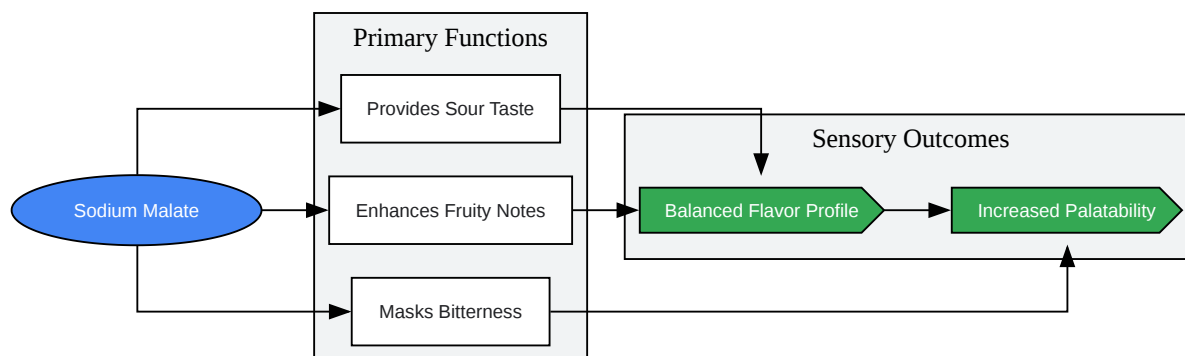 Primary Functions
Provides Sour Taste
Sensory Outcomes
Sodium Malate
Enhances Fruity Notes
Balanced Flavor Profile
Increased Palatability
Masks Bitterness